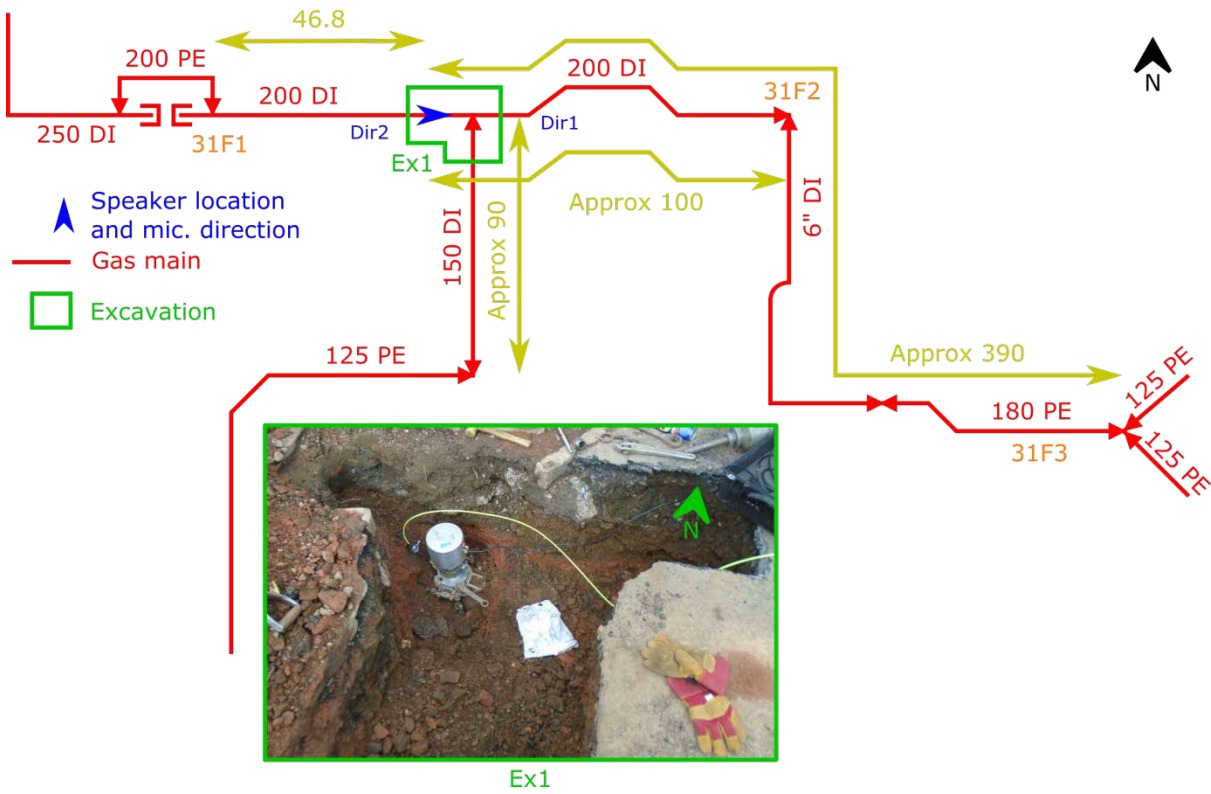 46.8
200 PE
200 DI
200 DI
31F2
N
250 DI
31F1
Dir2
Dir1
Ex1
Speaker location
and mic. direction
Gas main
Excavation
150 DI
Approx 90
Approx 100
6" DI
125 PE
Approx 390
125 PE
180 PE
31F3
125 PE
N
Ex1